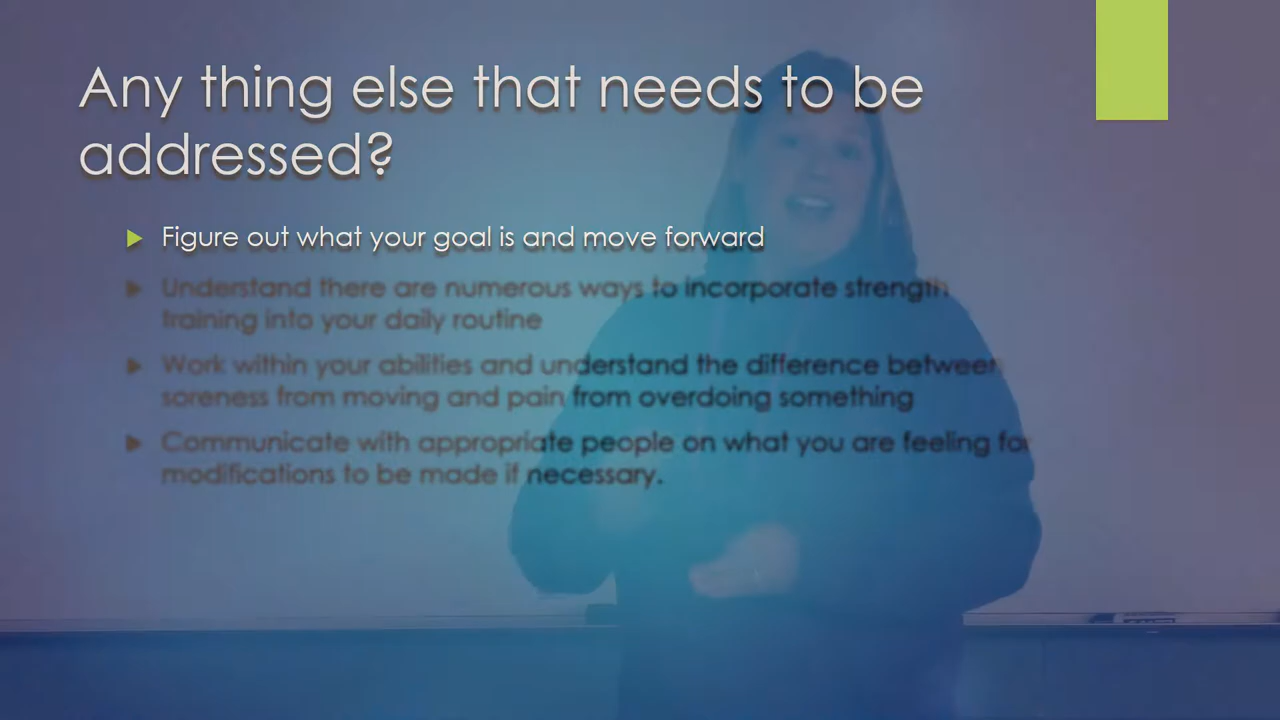 Any thing else that needs to be
addressed?
Figure out what your goal is and move forward
Understand there are numerous ways to incorporate strength
training into your daily routine
Work within your abilities and understand the difference between
soreness from moving and pain from overdoing something
Communicate with appropriate people on what you are feeling for
modifications to be made if necessary.